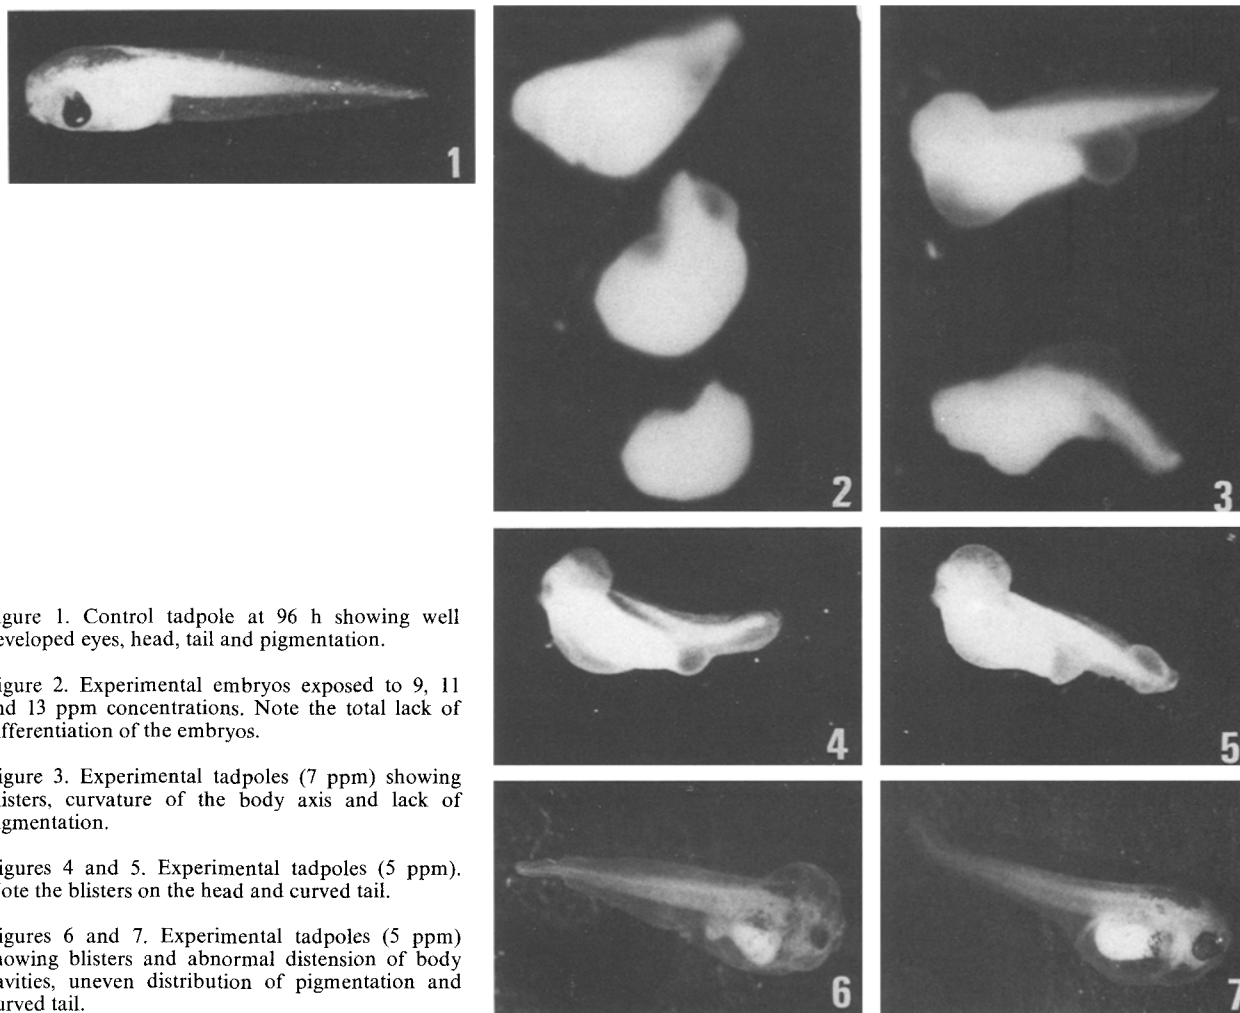 1
2
3
4
5
6
7
igure 1. Control tadpole at 96 h showing well
eveloped eyes, head, tail and pigmentation.
igure 2. Experimental embryos exposed to 9, 11
nd 13 ppm concentrations. Note the total lack of
ifferentiation of the embryos.
igure 3. Experimental tadpoles (7 ppm) showing
isters, curvature of the body axis and lack of
gmentation.
igures 4 and 5. Experimental tadpoles (5 ppm).
ote the blisters on the head and curved tail.
igures 6 and 7. Experimental tadpoles (5 ppm)
howing blisters and abnormal distension of body
avities, uneven distribution of pigmentation and
urved tail.